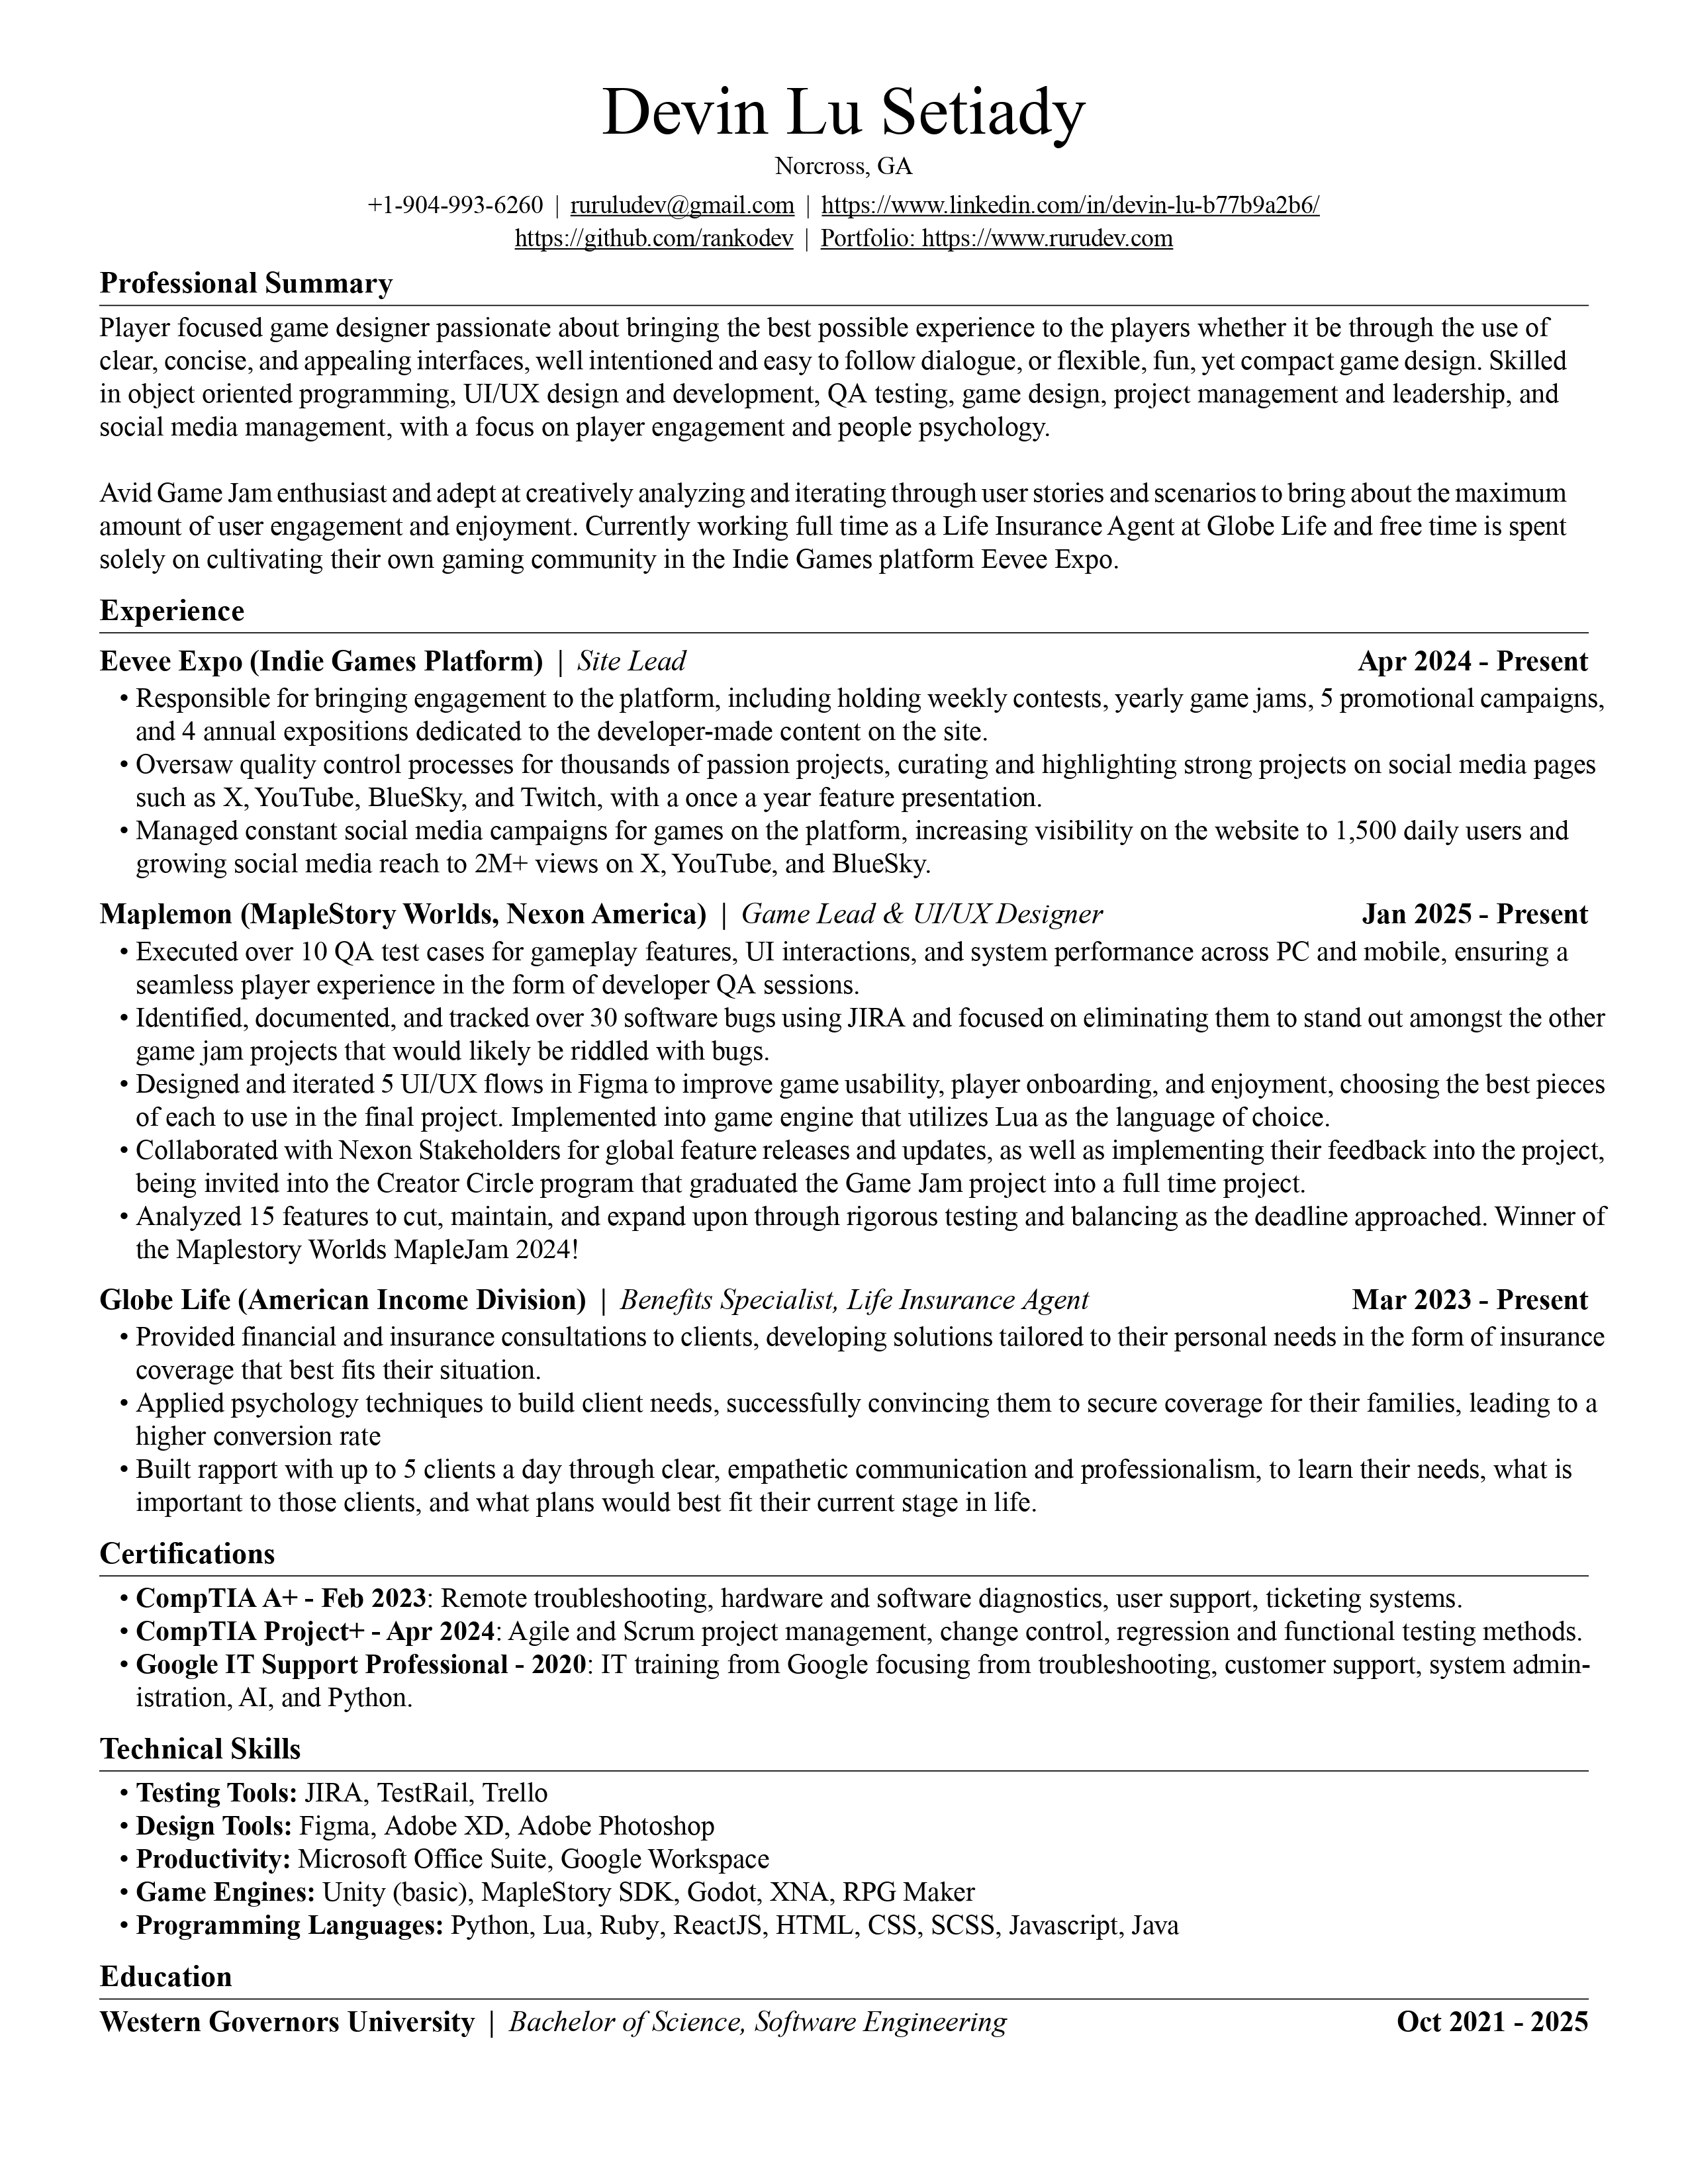 Devin Lu Setiady
Norcross, GA
+1-904-993-6260 | ruruludev@gmail.com | https://www.linkedin.com/in/devin-lu-b77b9a2b6/
https://github.com/rankodev | Portfolio: https://www.rurudev.com
Professional Summary
Player focused game designer passionate about bringing the best possible experience to the players whether it be through the use of
clear, concise, and appealing interfaces, well intentioned and easy to follow dialogue, or flexible, fun, yet compact game design. Skilled
in object oriented programming, UI/UX design and development, QA testing, game design, project management and leadership, and
social media management, with a focus on player engagement and people psychology.
Avid Game Jam enthusiast and adept at creatively analyzing and iterating through user stories and scenarios to bring about the maximum
amount of user engagement and enjoyment. Currently working full time as a Life Insurance Agent at Globe Life and free time is spent
solely on cultivating their own gaming community in the Indie Games platform Eevee Expo.
Experience
Eevee Expo (Indie Games Platform) | Site Lead Apr 2024 - Present
• Responsible for bringing engagement to the platform, including holding weekly contests, yearly game jams, 5 promotional campaigns,
and 4 annual expositions dedicated to the developer-made content on the site.
• Oversaw quality control processes for thousands of passion projects, curating and highlighting strong projects on social media pages
such as X, YouTube, BlueSky, and Twitch, with a once a year feature presentation.
• Managed constant social media campaigns for games on the platform, increasing visibility on the website to 1,500 daily users and
growing social media reach to 2M+ views on X, YouTube, and BlueSky.
Maplemon (MapleStory Worlds, Nexon America) | Game Lead & UI/UX Designer Jan 2025 - Present
• Executed over 10 QA test cases for gameplay features, UI interactions, and system performance across PC and mobile, ensuring a
seamless player experience in the form of developer QA sessions.
• Identified, documented, and tracked over 30 software bugs using JIRA and focused on eliminating them to stand out amongst the other
game jam projects that would likely be riddled with bugs.
• Designed and iterated 5 UI/UX flows in Figma to improve game usability, player onboarding, and enjoyment, choosing the best pieces
of each to use in the final project. Implemented into game engine that utilizes Lua as the language of choice.
• Collaborated with Nexon Stakeholders for global feature releases and updates, as well as implementing their feedback into the project,
being invited into the Creator Circle program that graduated the Game Jam project into a full time project.
• Analyzed 15 features to cut, maintain, and expand upon through rigorous testing and balancing as the deadline approached. Winner of
the Maplestory Worlds MapleJam 2024!
Globe Life (American Income Division) | Benefits Specialist, Life Insurance Agent Mar 2023 - Present
• Provided financial and insurance consultations to clients, developing solutions tailored to their personal needs in the form of insurance
coverage that best fits their situation.
• Applied psychology techniques to build client needs, successfully convincing them to secure coverage for their families, leading to a
higher conversion rate
• Built rapport with up to 5 clients a day through clear, empathetic communication and professionalism, to learn their needs, what is
important to those clients, and what plans would best fit their current stage in life.
Certifications
• CompTIA A+ - Feb 2023: Remote troubleshooting, hardware and software diagnostics, user support, ticketing systems.
• CompTIA Project+ - Apr 2024: Agile and Scrum project management, change control, regression and functional testing methods.
• Google IT Support Professional - 2020: IT training from Google focusing from troubleshooting, customer support, system admin-
istration, AI, and Python.
Technical Skills
• Testing Tools: JIRA, TestRail, Trello
• Design Tools: Figma, Adobe XD, Adobe Photoshop
• Productivity: Microsoft Office Suite, Google Workspace
• Game Engines: Unity (basic), MapleStory SDK, Godot, XNA, RPG Maker
• Programming Languages: Python, Lua, Ruby, ReactJS, HTML, CSS, SCSS, Javascript, Java
Education
Western Governors University | Bachelor of Science, Software Engineering Oct 2021 - 2025